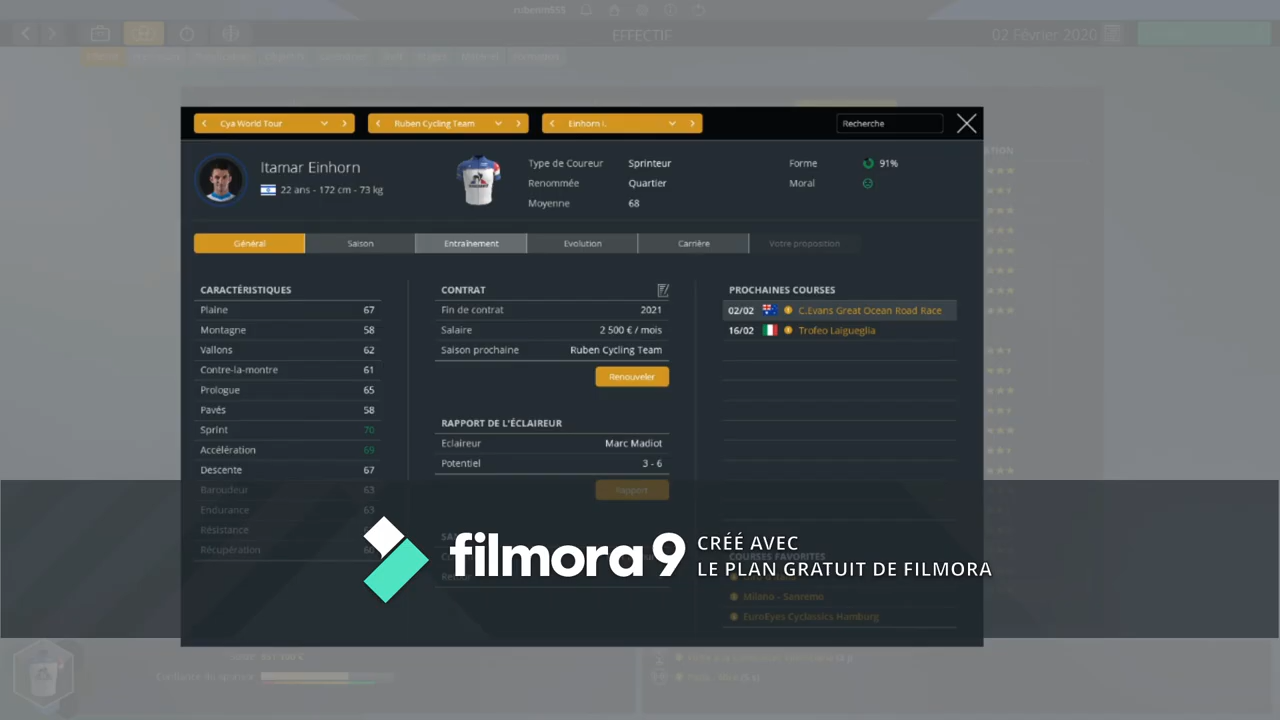 rubenm555
EFFECTIF
02 Février 2020
Cya World Tour
Ruben Cycling Team
Einhorn I.
Recherche
Itamar Einhorn
22 ans - 172 cm - 73 kg
Type de Coureur Sprinteur
Renommée Quartier
Moyenne 68
Forme 91%
Moral
Général
Saison
Entraînement
Evolution
Carrière
Votre proposition
CARACTÉRISTIQUES
Plaine 67
Montagne 58
Vallons 62
Contre-la-montre 61
Prologue 65
Pavés 58
Sprint 70
Accélération 69
Descente 67
Baroudeur 63
Endurance 63
Résistance
Récupération
CONTRAT
Fin de contrat 2021
Salaire 2 500 € / mois
Saison prochaine Ruben Cycling Team
Renouveler
RAPPORT DE L'ÉCLAIREUR
Eclaireur Marc Madiot
Potentiel 3 - 6
Rapport
PROCHAINES COURSES
02/02 C.Evans Great Ocean Road Race
16/02 Trofeo Laigueglia
COURSES FAVORITES
Milano - Sanremo
EuroEyes Cyclassics Hamburg
filmora 9
CRÉÉ AVEC
LE PLAN GRATUIT DE FILMORA